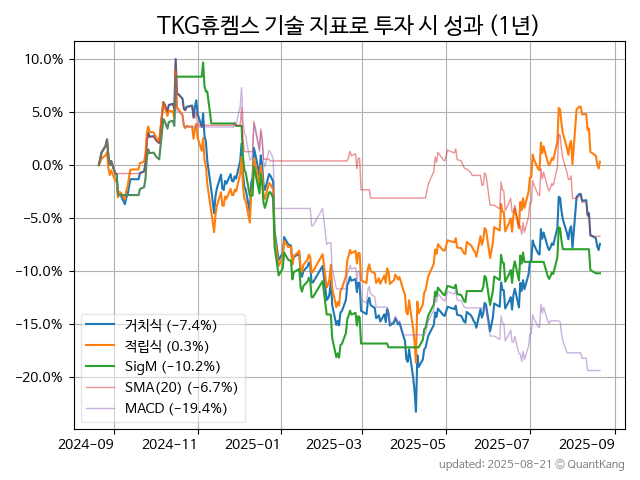 TKG휴켐스 기술 지표로 투자 시 성과 (1년)
10.0%
5.0%
0.0%
−5.0%
−10.0%
−15.0%
−20.0%
거치식 (−7.4%)
적립식 (0.3%)
SigM (−10.2%)
SMA(20) (−6.7%)
MACD (−19.4%)
2024-09 2024-11 2025-01 2025-03 2025-05 2025-07 2025-09
updated: 2025-08-21 © QuantKang